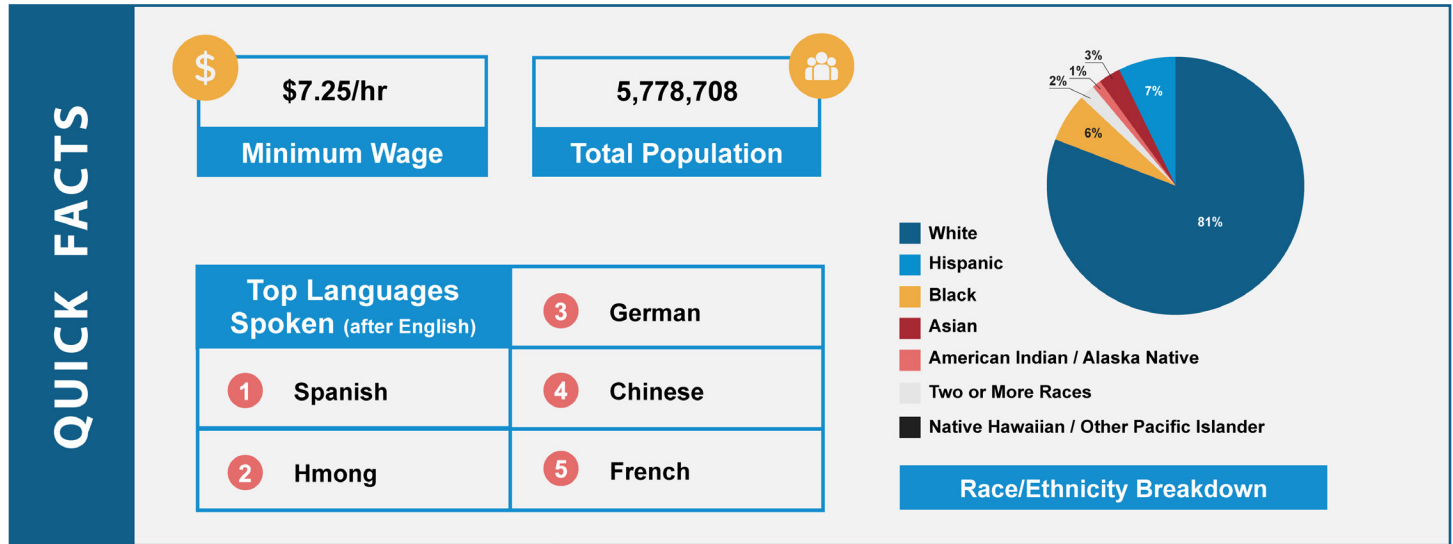 QUICK FACTS
$
$7.25/hr
Minimum Wage
5,778,708
Total Population
Top Languages
Spoken (after English)
1 Spanish
2 Hmong
3 German
4 Chinese
5 French
3%
1%
2%
7%
6%
81%
White
Hispanic
Black
Asian
American Indian / Alaska Native
Two or More Races
Native Hawaiian / Other Pacific Islander
Race/Ethnicity Breakdown